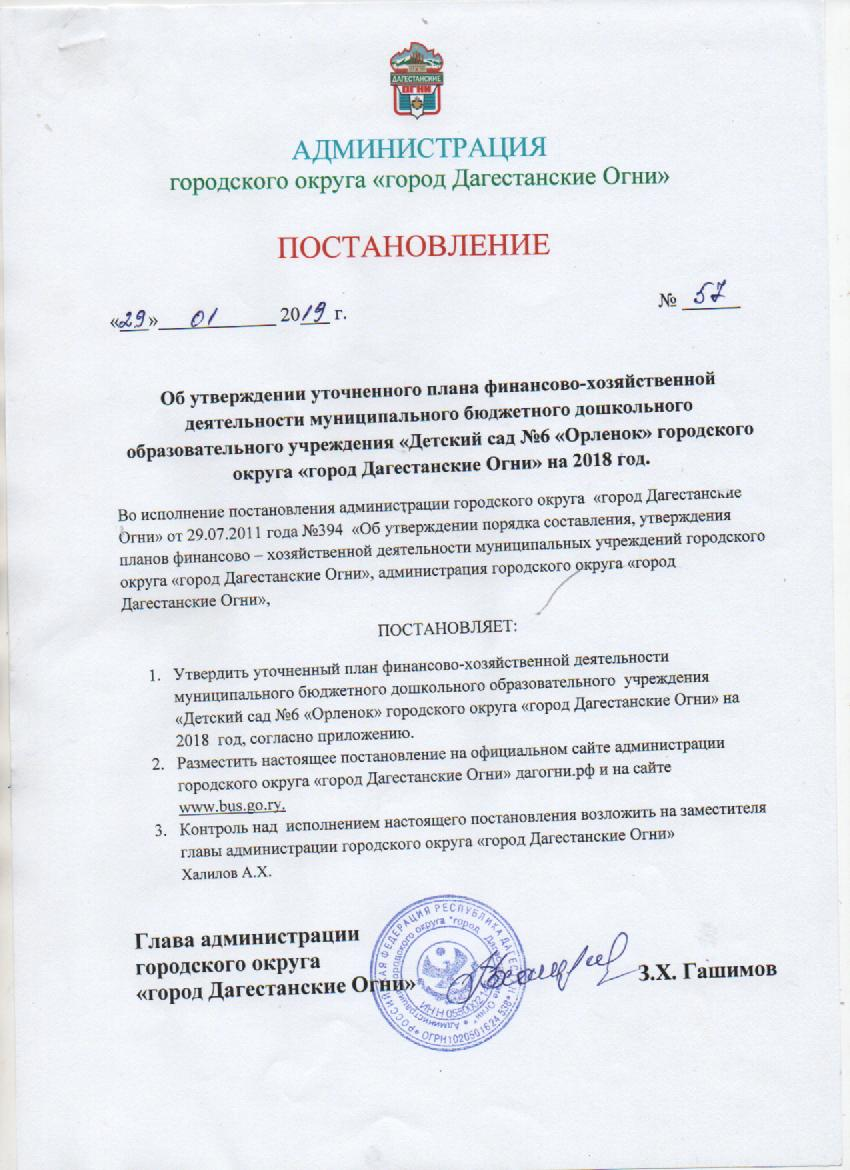 ДАГЕСТАНСКИЕ
ОГНИ
АДМИНИСТРАЦИЯ
городского округа «город Дагестанские Огни»
ПОСТАНОВЛЕНИЕ
«29» 01 2019 г.
№ 57
Об утверждении уточненного плана финансово-хозяйственной
деятельности муниципального бюджетного дошкольного
образовательного учреждения «Детский сад №6 «Орленок» городского
округа «город Дагестанские Огни» на 2018 год.
Во исполнение постановления администрации городского округа «город Дагестанские
Огни» от 29.07.2011 года №394 «Об утверждении порядка составления, утверждения
планов финансово – хозяйственной деятельности муниципальных учреждений городского
округа «город Дагестанские Огни», администрация городского округа «город
Дагестанские Огни»,
ПОСТАНОВЛЯЕТ:
1. Утвердить уточненный план финансово-хозяйственной деятельности
муниципального бюджетного дошкольного образовательного учреждения
«Детский сад №6 «Орленок» городского округа «город Дагестанские Огни» на
2018 год, согласно приложению.
2. Разместить настоящее постановление на официальном сайте администрации
городского округа «город Дагестанские Огни» дагогни.рф и на сайте
www.bus.go.ry.
3. Контроль над исполнением настоящего постановления возложить на заместителя
главы администрации городского округа «город Дагестанские Огни»
Халилов А.Х.
Глава администрации
городского округа
«город Дагестанские Огни»
З.Х. Гашимов
РОССИЙСКАЯ ФЕДЕРАЦИЯ РЕСПУБЛИКА
Администрация городского округа "город